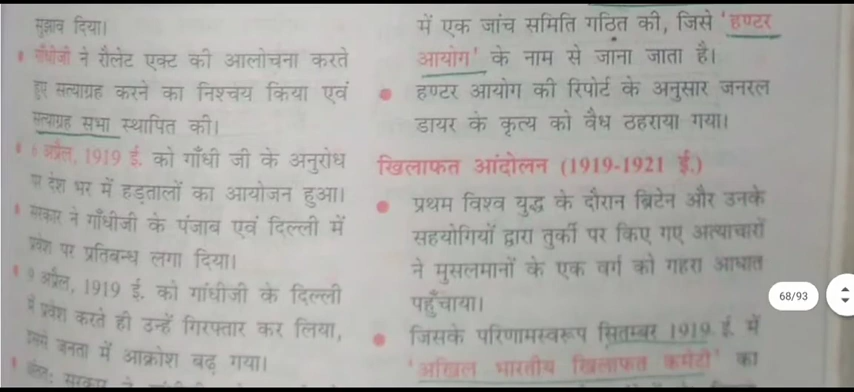 सुझाव दिया।
गाँधीजी ने रौलेट एक्ट की आलोचना करते
हुए सत्याग्रह करने का निश्चय किया एवं
सत्याग्रह सभा स्थापित की।
6 अप्रैल, 1919 ई. को गाँधी जी के अनुरोध
पर देश भर में हड़तालों का आयोजन हुआ।
सरकार ने गाँधीजी के पंजाब एवं दिल्ली में
प्रवेश पर प्रतिबन्ध लगा दिया।
9 अप्रैल, 1919 ई. को गांधीजी के दिल्ली
में प्रवेश करते ही उन्हें गिरफ्तार कर लिया,
इससे जनता में आक्रोश बढ़ गया।
अंतः सरकार ने
में एक जांच समिति गठित की, जिसे 'हण्टर
आयोग' के नाम से जाना जाता है।
हण्टर आयोग की रिपोर्ट के अनुसार जनरल
डायर के कृत्य को वैध ठहराया गया।
खिलाफत आंदोलन (1919-1921 ई.)
प्रथम विश्व युद्ध के दौरान ब्रिटेन और उनके
सहयोगियों द्वारा तुर्की पर किए गए अत्याचारों
ने मुसलमानों के एक वर्ग को गहरा आघात
पहुँचाया।
जिसके परिणामस्वरूप सितम्बर 1919 ई. में
'अखिल भारतीय खिलाफत कमेटी' का
68/93